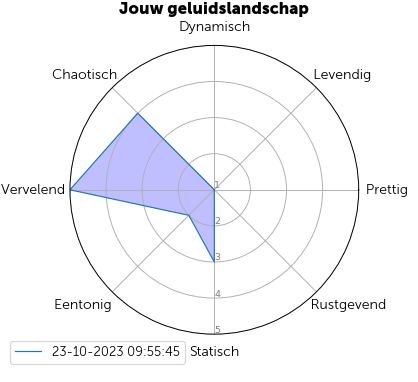 Jouw geluidslandschap
Dynamisch
Chaotisch
Levendig
Vervelend
Prettig
1
2
3
4
5
Eentonig
Rustgevend
Statisch
23-10-2023 09:55:45